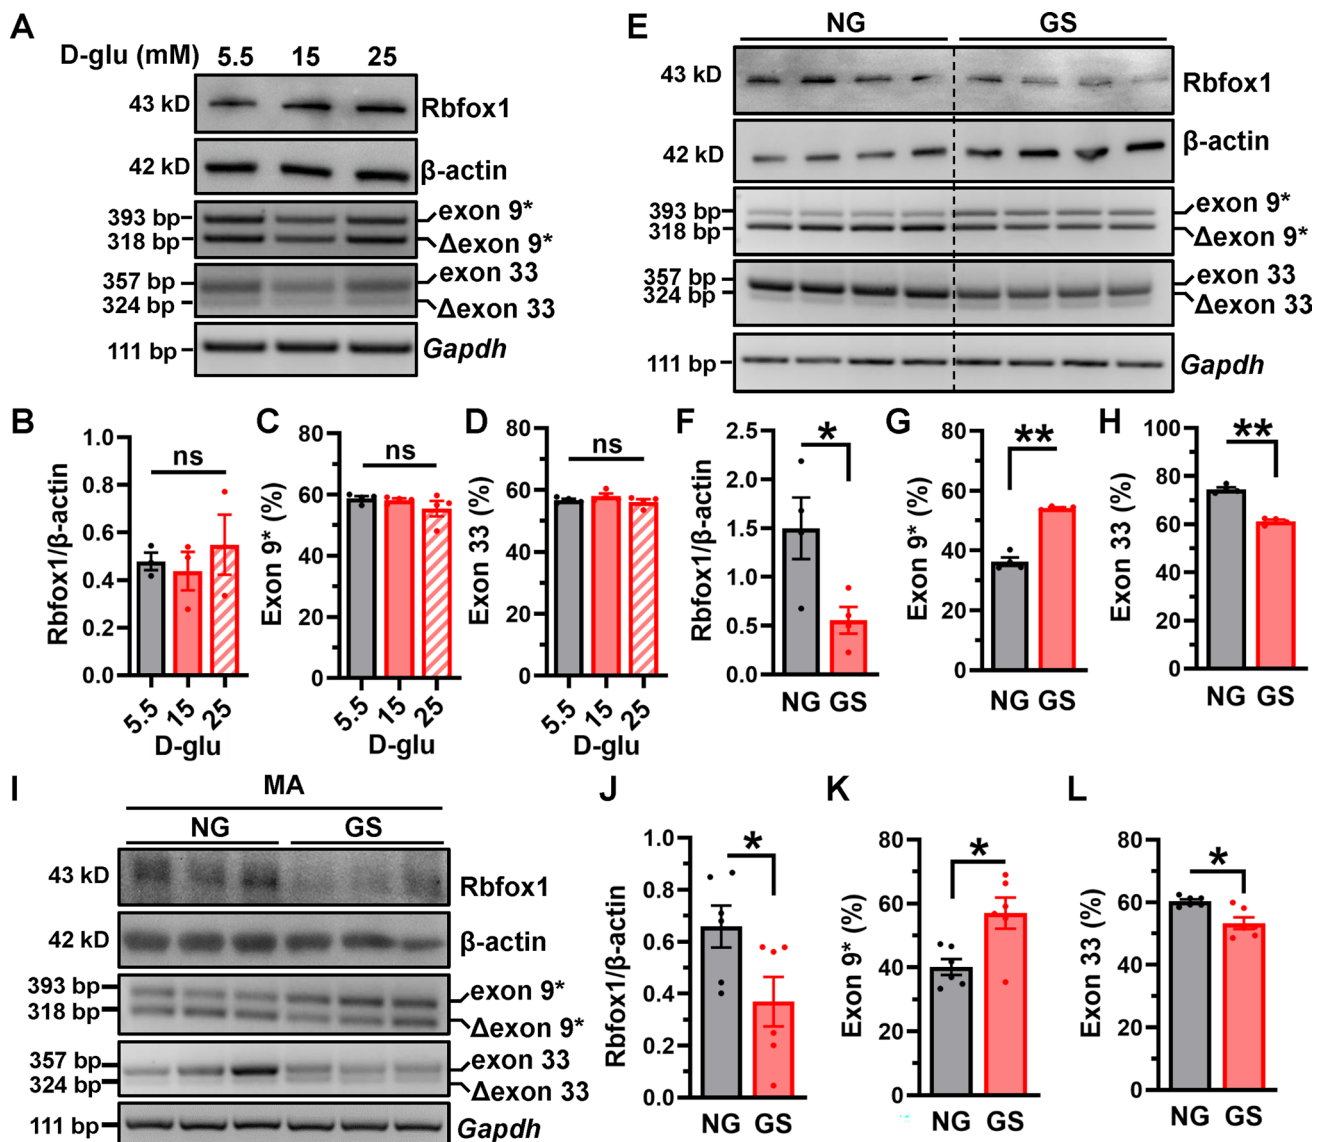 A
D-glu (mM) 5.5 15 25
43 kD Rbfox1
42 kD β-actin
393 bp exon 9*
318 bp Δexon 9*
357 bp exon 33
324 bp Δexon 33
111 bp Gapdh
E
NG GS
43 kD Rbfox1
42 kD β-actin
393 bp exon 9*
318 bp Δexon 9*
357 bp exon 33
324 bp Δexon 33
111 bp Gapdh
B
Rbfox1/β-actin
1.0
0.8
0.6
0.4
0.2
0.0
ns
5.5 15 25
D-glu
C
Exon 9* (%)
80
60
40
20
0
ns
5.5 15 25
D-glu
D
Exon 33 (%)
80
60
40
20
0
ns
5.5 15 25
D-glu
F
Rbfox1/β-actin
2.5
2.0
1.5
1.0
0.5
0.0
*
NG GS
G
Exon 9* (%)
80
60
40
20
0
**
NG GS
H
Exon 33 (%)
100
80
60
40
20
0
**
NG GS
I
MA
NG GS
43 kD Rbfox1
42 kD β-actin
393 bp exon 9*
318 bp Δexon 9*
357 bp exon 33
324 bp Δexon 33
111 bp Gapdh
J
Rbfox1/β-actin
1.0
0.8
0.6
0.4
0.2
0.0
*
NG GS
K
Exon 9* (%)
80
60
40
20
0
*
NG GS
L
Exon 33 (%)
80
60
40
20
0
*
NG GS